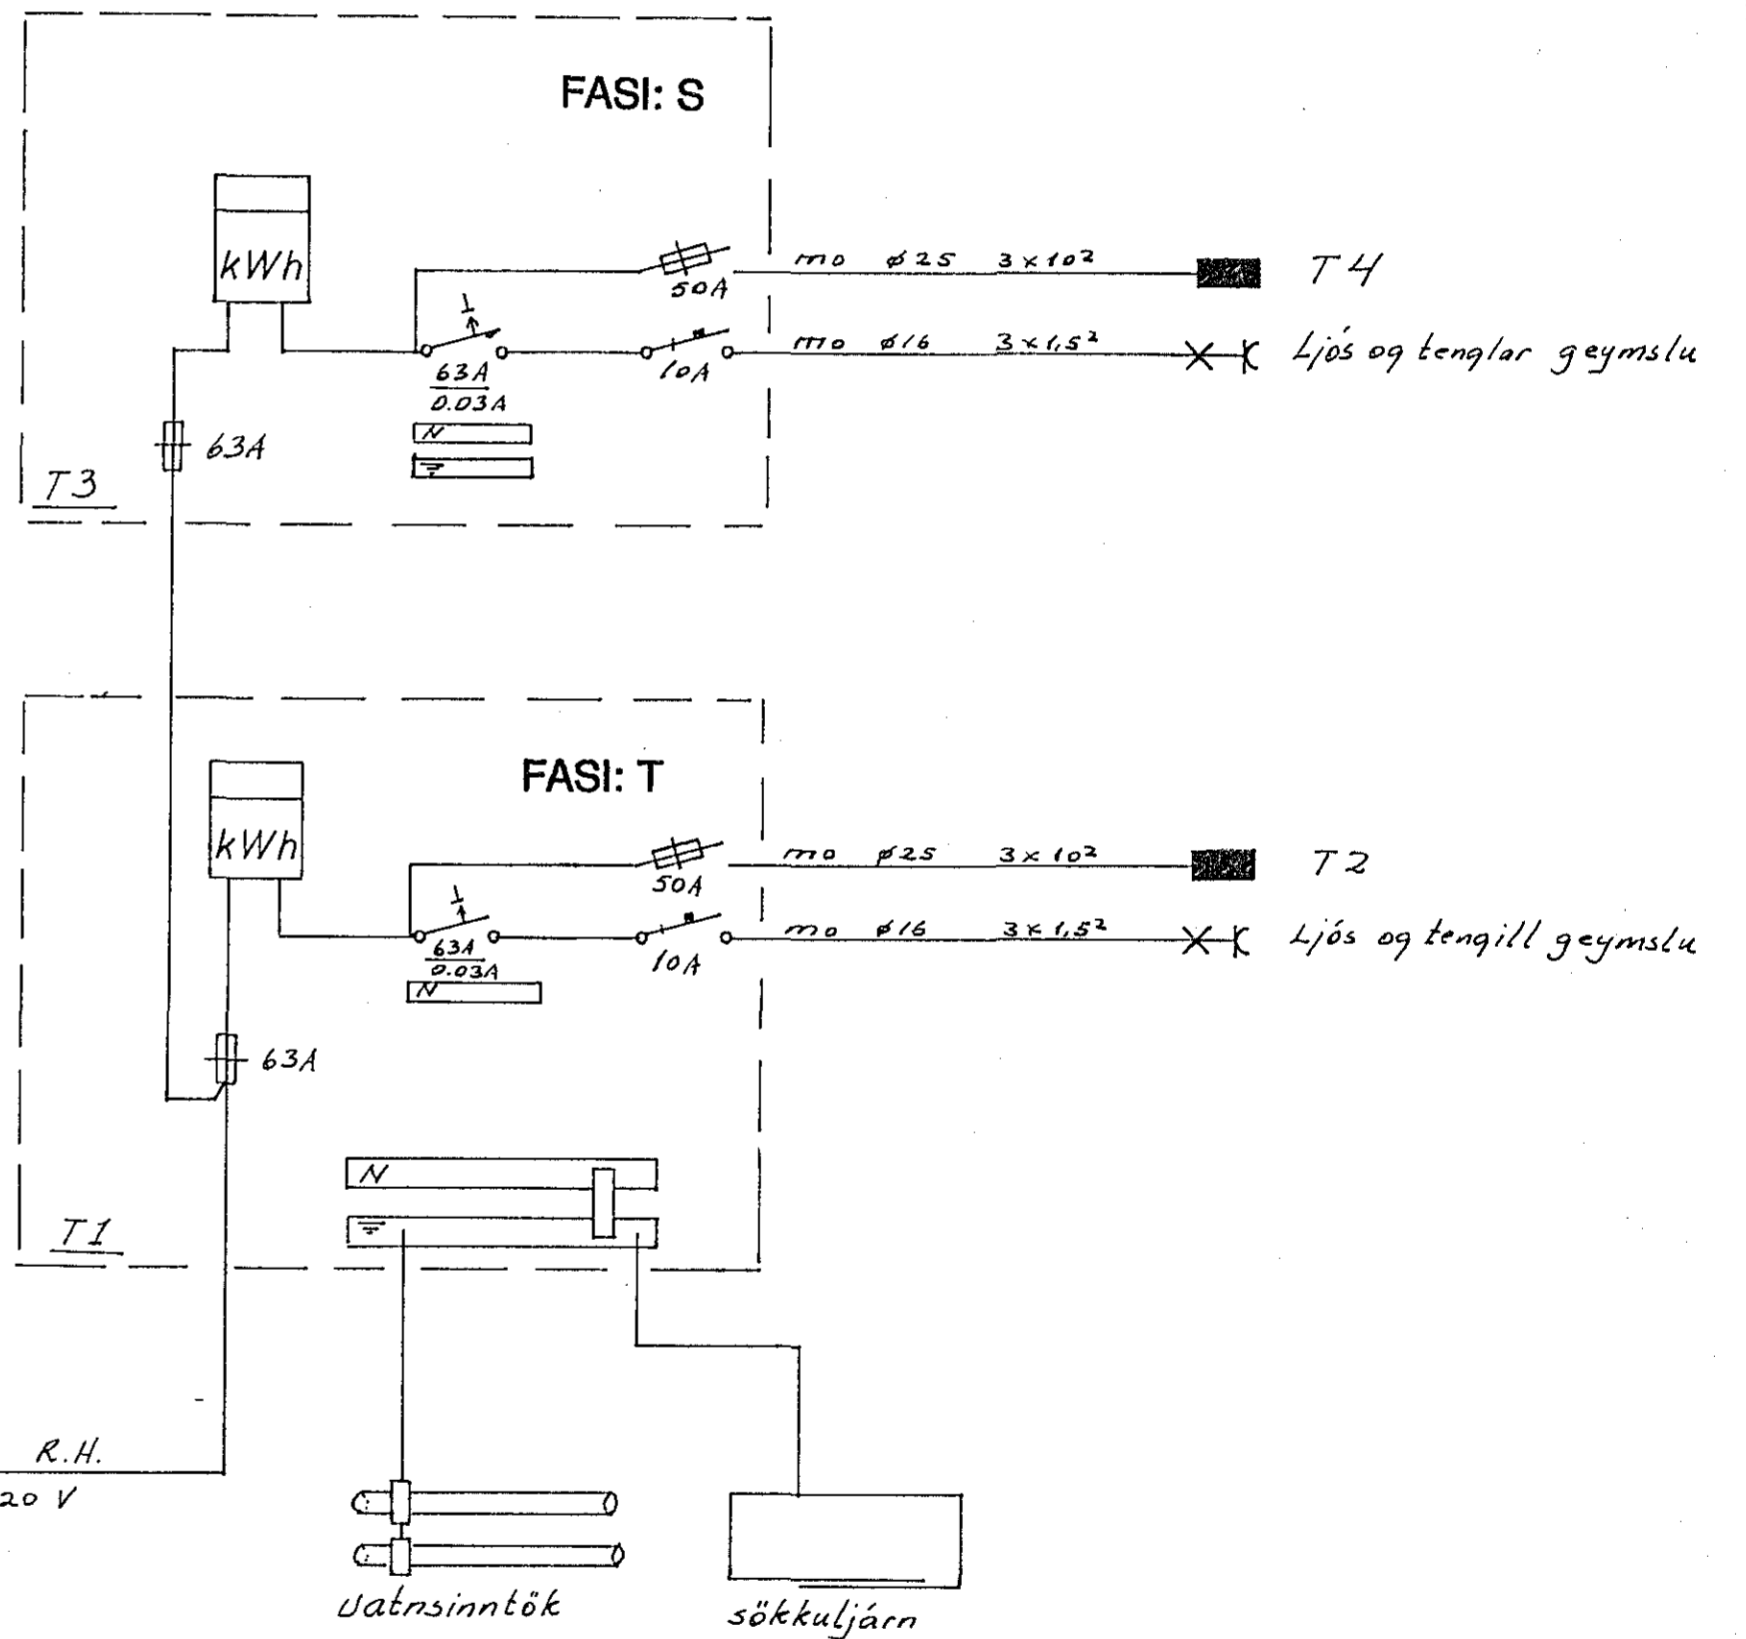 FASI: S
kWh
50A
mo ø25 3x10²
T4
63A
0.03A
10A
mo ø16 3x1,5²
Ljós og tenglar geymslu
N
63A
T3
FASI: T
kWh
50A
mo ø25 3x10²
T2
63A
0.03A
10A
mo ø16 3x1,5²
Ljós og tengill geymslu
N
63A
N
T1
R.H.
20 V
Vatnsinntök
sökkuljárn